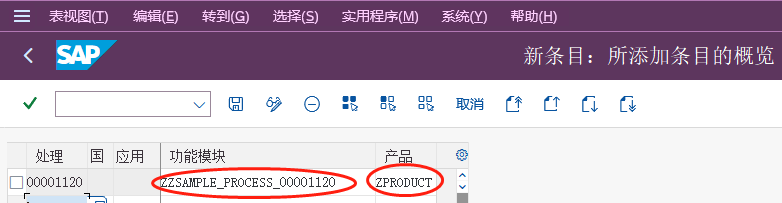 表视图(T) 编辑(E) 转到(G) 选择(S) 实用程序(M) 系统(Y) 帮助(H)
SAP 新条目：所添加条目的概览
取消
处理 国 应用 功能模块 产品
00001120 ZZSAMPLE_PROCESS_00001120 ZPRODUCT